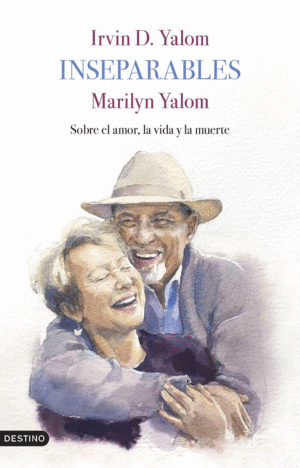 Irvin D. Yalom
INSEPARABLES
Marilyn Yalom
Sobre el amor, la vida y la muerte
DESTINO